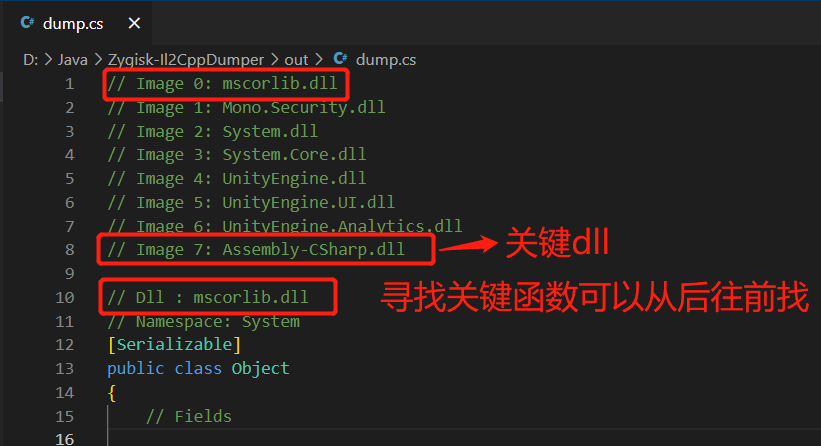 dump.cs
D: > Java > Zygisk-Il2CppDumper > out > dump.cs
1 // Image 0: mscorlib.dll
2 // Image 1: Mono.Security.dll
3 // Image 2: System.dll
4 // Image 3: System.Core.dll
5 // Image 4: UnityEngine.dll
6 // Image 5: UnityEngine.UI.dll
7 // Image 6: UnityEngine.Analytics.dll
8 // Image 7: Assembly-CSharp.dll
关键dll
9
寻找关键函数可以从后往前找
10 // Dll : mscorlib.dll
11 // Namespace: System
12 [Serializable]
13 public class Object
14 {
15 // Fields
16